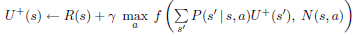 U⁺(s) ← R(s) + γ max_a f(∑_{s'} P(s' | s, a)U⁺(s'), N(s, a))